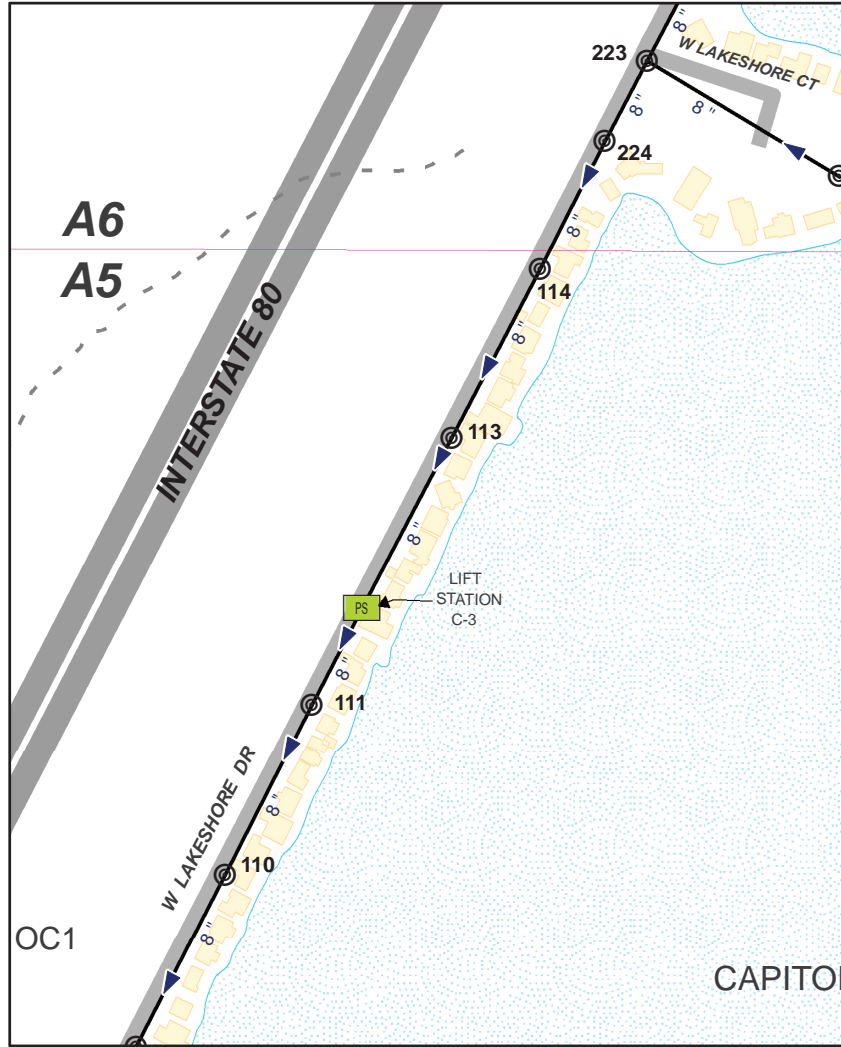 8"
223
W LAKESHORE CT
8"
8"
224
A6
8"
A5
114
INTERSTATE 80
8"
113
8"
LIFT
STATION
C-3
PS
8"
111
W LAKESHORE DR
8"
110
8"
OC1
CAPITO